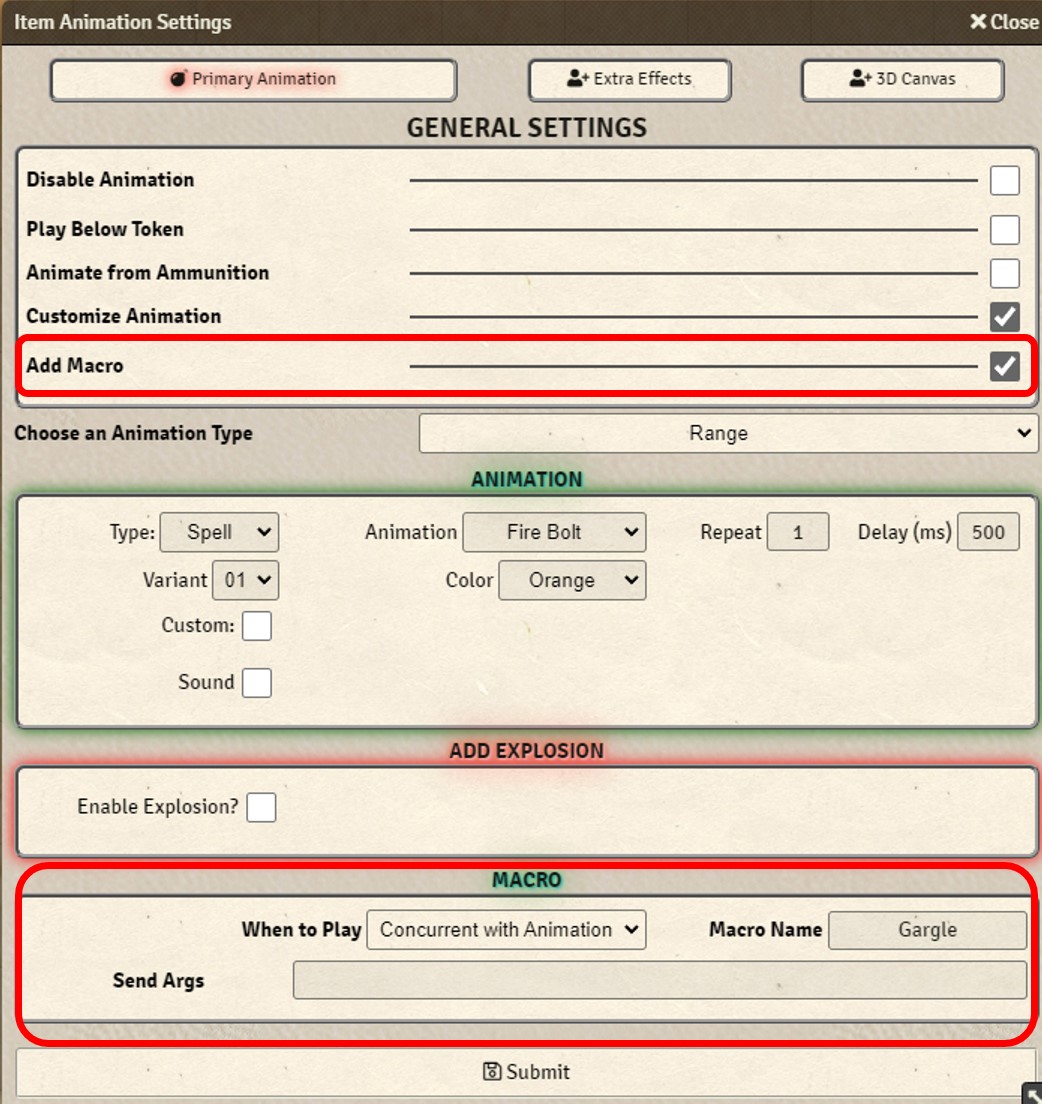 Item Animation Settings
Close
Primary Animation
Extra Effects
3D Canvas
GENERAL SETTINGS
Disable Animation
Play Below Token
Animate from Ammunition
Customize Animation
Add Macro
Choose an Animation Type Range
ANIMATION
Type: Spell Animation Fire Bolt Repeat 1 Delay (ms) 500
Variant 01 Color Orange
Custom:
Sound
ADD EXPLOSION
Enable Explosion?
MACRO
When to Play Concurrent with Animation Macro Name Gargle
Send Args
Submit